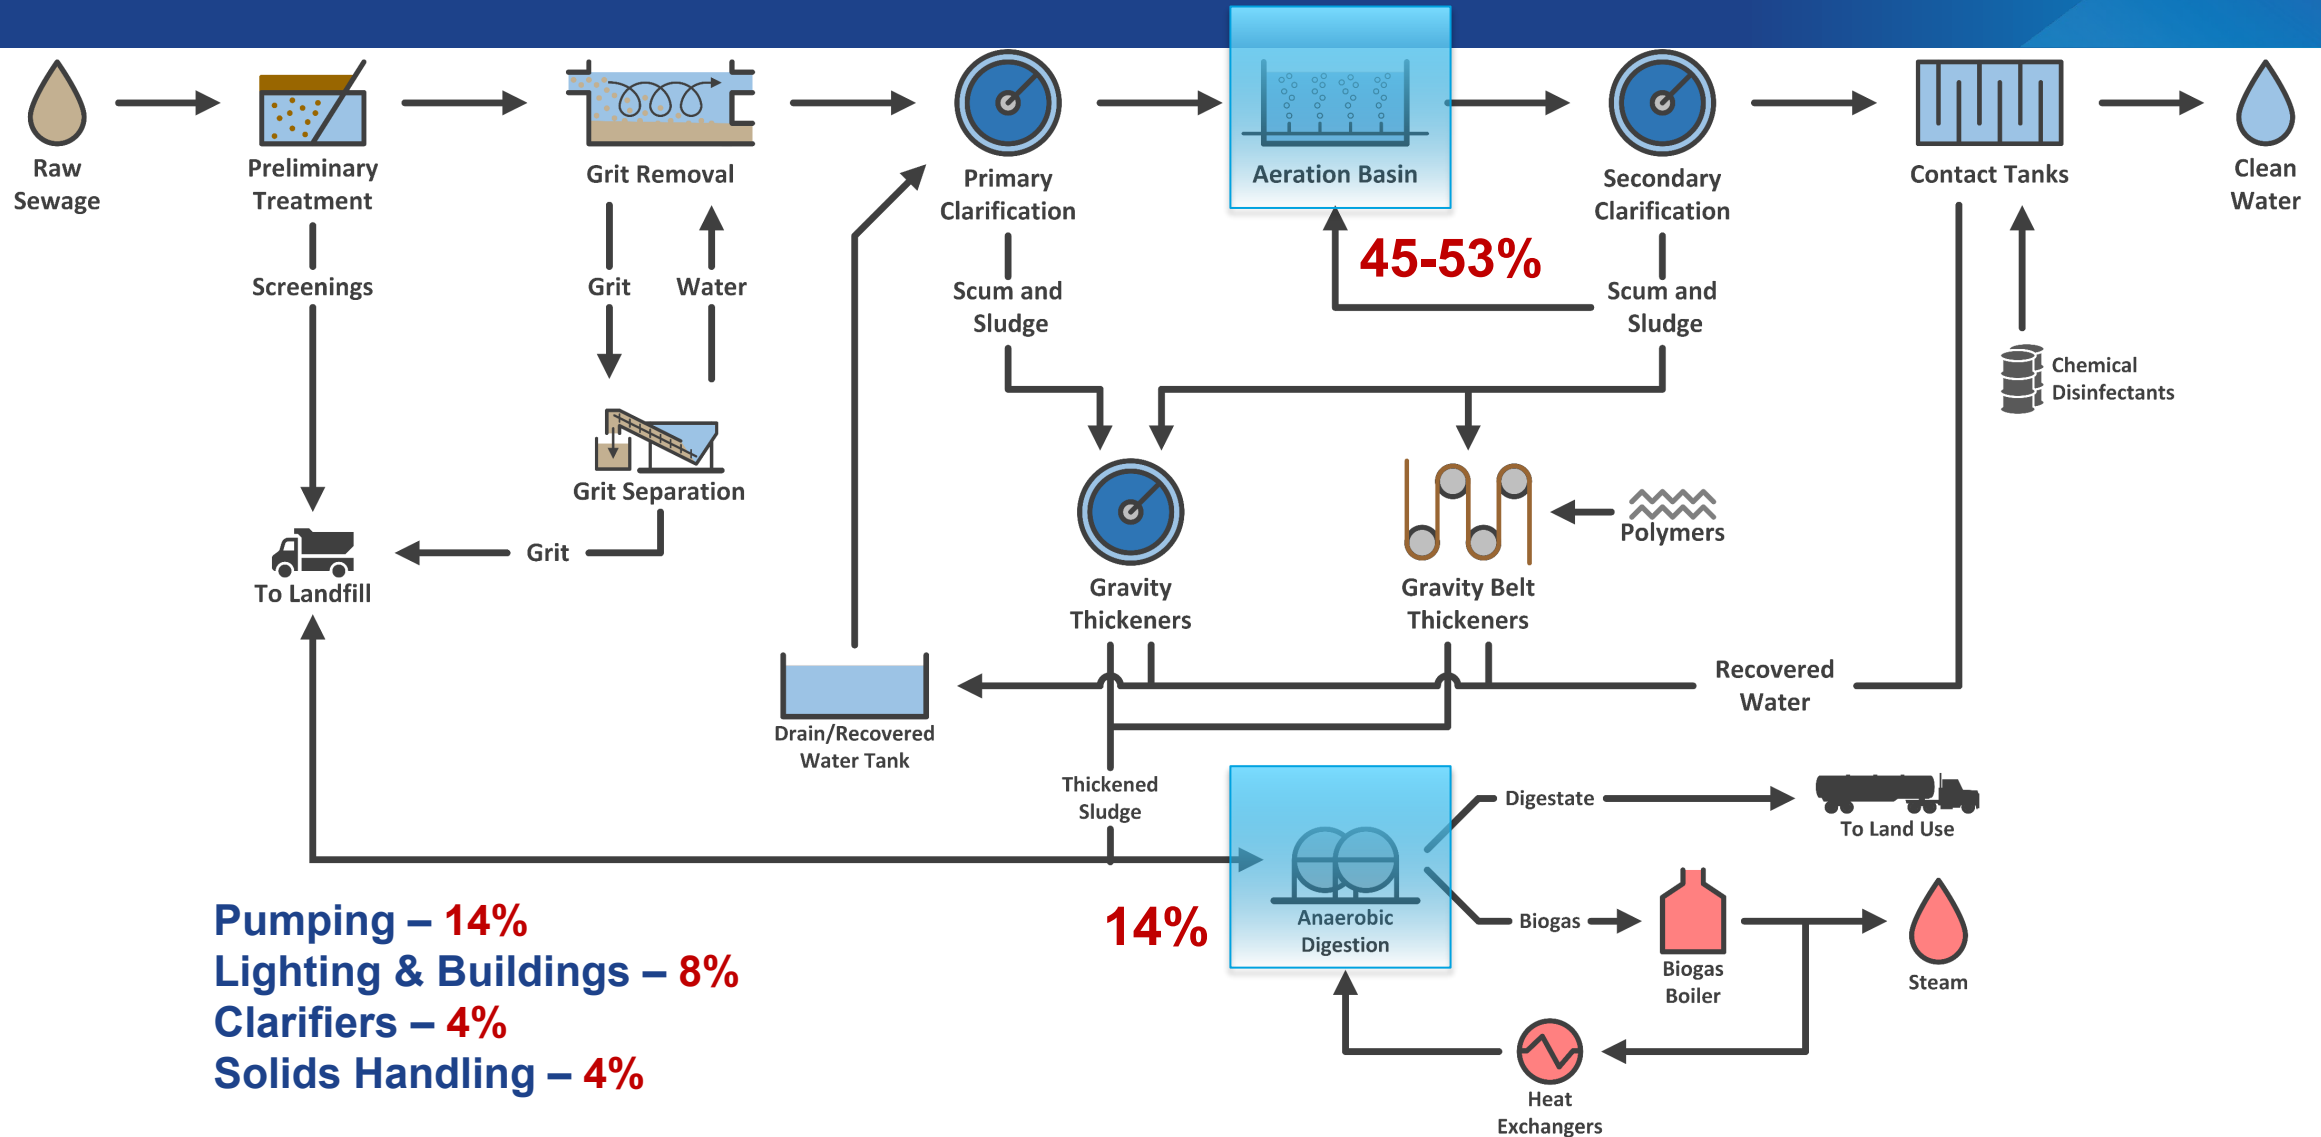 Raw
Sewage
Preliminary
Treatment
Grit Removal
Primary
Clarification
Aeration Basin
Secondary
Clarification
Contact Tanks
Clean
Water
45-53%
Screenings
Grit
Water
Scum and
Sludge
Scum and
Sludge
Chemical
Disinfectants
Grit Separation
Polymers
Grit
To Landfill
Gravity
Thickeners
Gravity Belt
Thickeners
Recovered
Water
Drain/Recovered
Water Tank
Thickened
Sludge
Digestate
To Land Use
14%
Anaerobic
Digestion
Biogas
Biogas
Boiler
Steam
Heat
Exchangers
Pumping – 14%
Lighting & Buildings – 8%
Clarifiers – 4%
Solids Handling – 4%